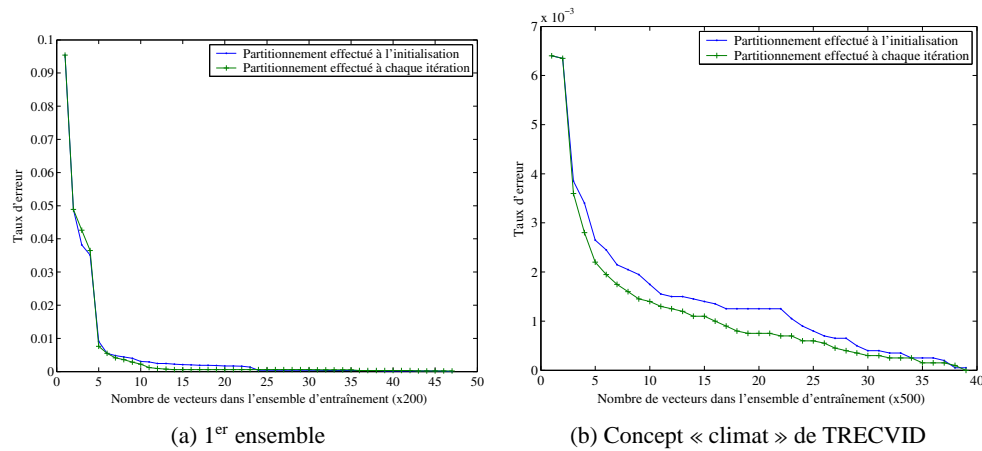 0.1
0.09
0.08
0.07
0.06
0.05
0.04
0.03
0.02
0.01
0
Taux d'erreur
Partitionnement effectué à l'initialisation
Partitionnement effectué à chaque itération
0 5 10 15 20 25 30 35 40 45 50
Nombre de vecteurs dans l'ensemble d'entraînement (x200)
(a) 1er ensemble
x 10⁻³
7
6
5
4
3
2
1
0
Taux d'erreur
Partitionnement effectué à l'initialisation
Partitionnement effectué à chaque itération
0 5 10 15 20 25 30 35 40
Nombre de vecteurs dans l'ensemble d'entraînement (x500)
(b) Concept « climat » de TRECVID